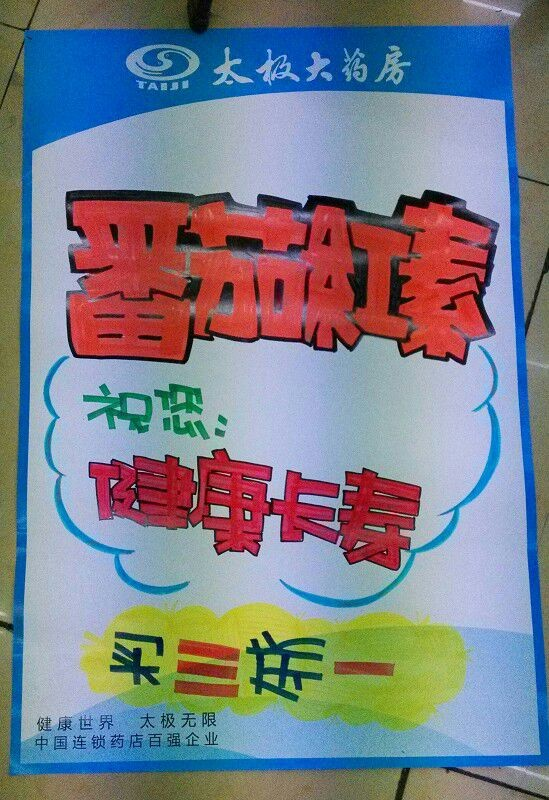 TAIJI 太极大药房
番茄红素
祝您:
健康长寿
买三送一
健康世界 太极无限
中国连锁药店百强企业